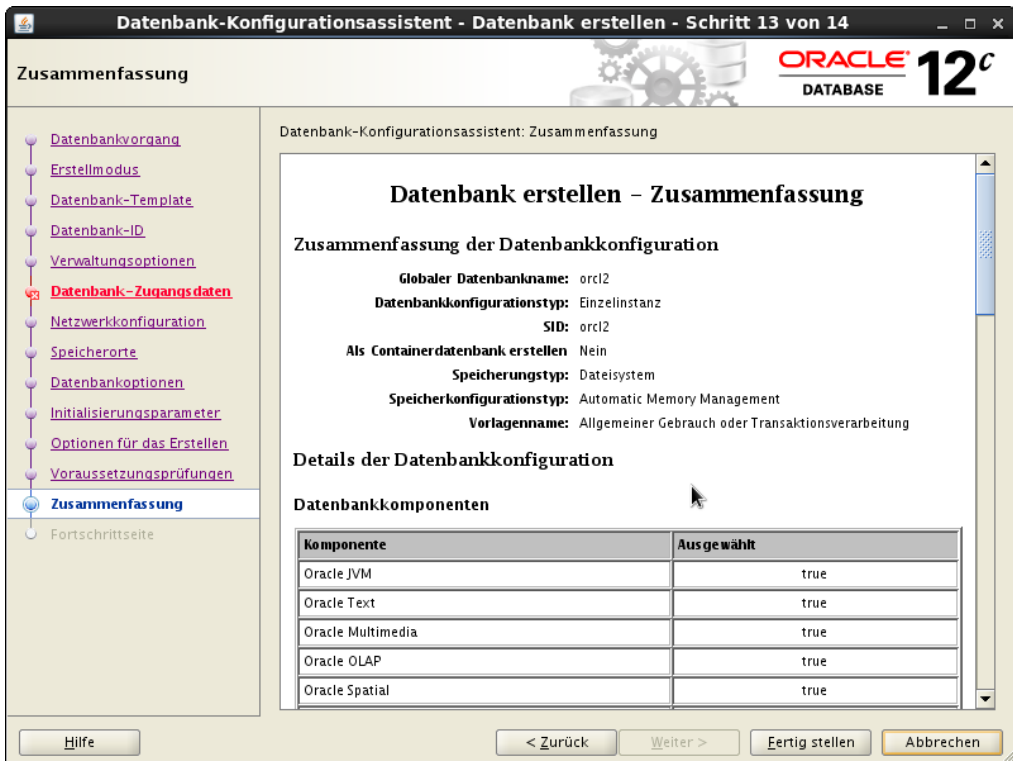 Datenbank-Konfigurationsassistent - Datenbank erstellen - Schritt 13 von 14
Zusammenfassung
ORACLE DATABASE 12c
Datenbankvorgang
Erstellmodus
Datenbank-Template
Datenbank-ID
Verwaltungsoptionen
Datenbank-Zugangsdaten
Netzwerkkonfiguration
Speicherorte
Datenbankoptionen
Initialisierungsparameter
Optionen für das Erstellen
Voraussetzungsprüfungen
Zusammenfassung
Fortschrittseite
Datenbank-Konfigurationsassistent: Zusammenfassung
Datenbank erstellen - Zusammenfassung
Zusammenfassung der Datenbankkonfiguration
Globaler Datenbankname: orcl2
Datenbankkonfigurationstyp: Einzelinstanz
SID: orcl2
Als Containerdatenbank erstellen Nein
Speicherungstyp: Dateisystem
Speicherkonfigurationstyp: Automatic Memory Management
Vorlagenname: Allgemeiner Gebrauch oder Transaktionsverarbeitung
Details der Datenbankkonfiguration
Datenbankkomponenten
Komponente Ausgewählt
Oracle JVM true
Oracle Text true
Oracle Multimedia true
Oracle OLAP true
Oracle Spatial true
Hilfe < Zurück Weiter > Fertig stellen Abbrechen